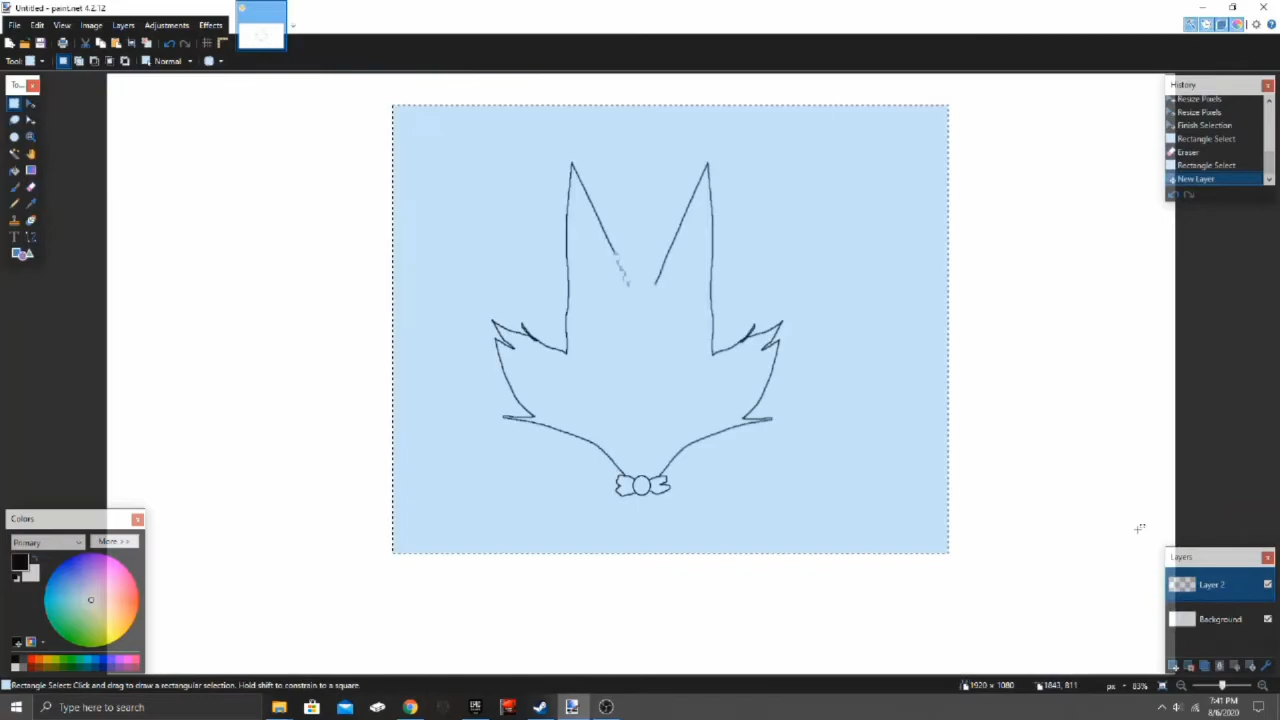 Untitled - paint.net 4.2.12
File Edit View Image Layers Adjustments Effects
Tool: Normal
To...
History
Resize Pixels
Resize Pixels
Finish Selection
Rectangle Select
Eraser
Rectangle Select
New Layer
Colors
Primary More >>
Layers
Layer 2
Background
Rectangle Select: Click and drag to draw a rectangular selection. Hold shift to constrain to a square. 1920 x 1080 1843, 811 px 83%
Type here to search
7:41 PM
8/6/2020